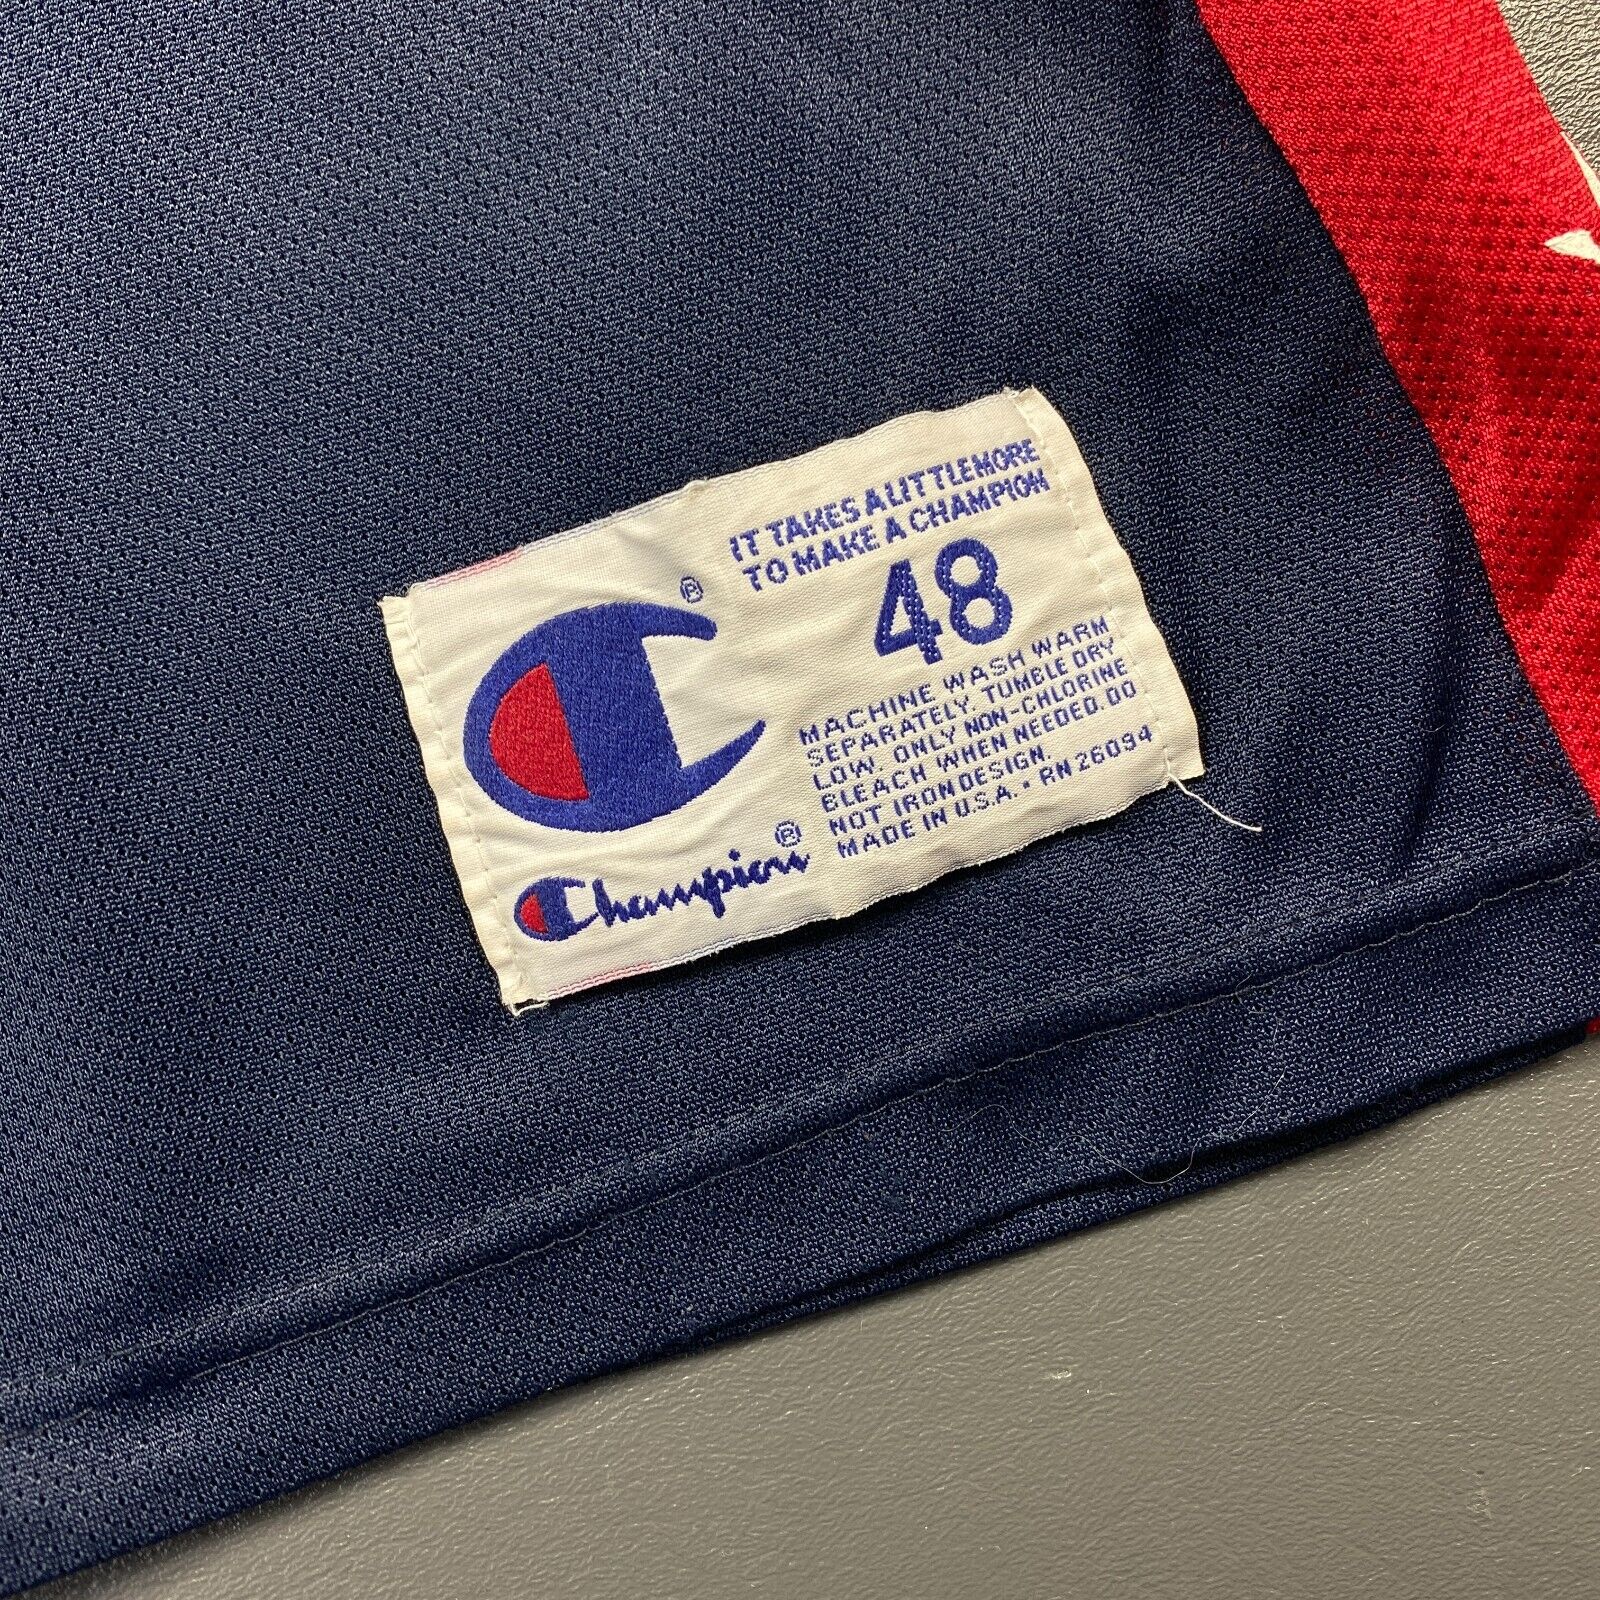 IT TAKES A LITTLE MORE
TO MAKE A CHAMPION
48
MACHINE WASH WARM
SEPARATELY. TUMBLE DRY
LOW. ONLY NON-CHLORINE
BLEACH WHEN NEEDED. DO
NOT IRON DESIGN.
MADE IN U.S.A. • RN 26094
®
Champion®